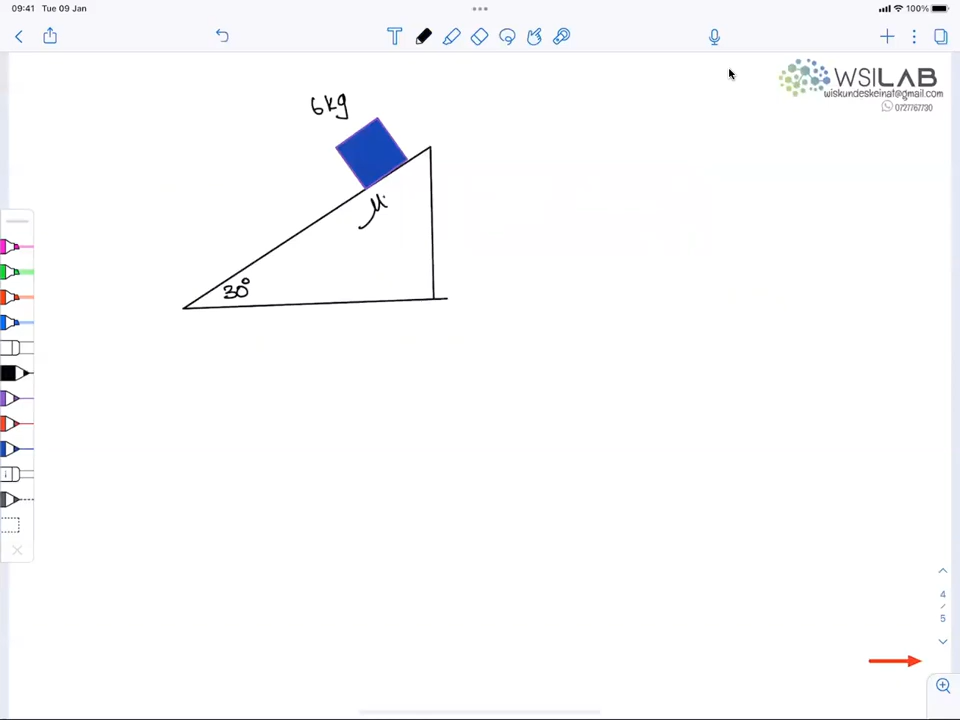 09:41 Tue 09 Jan
100%
T
WSILAB
wiskundeskeinat@gmail.com
0727767730
6kg
μ
30°
4
5